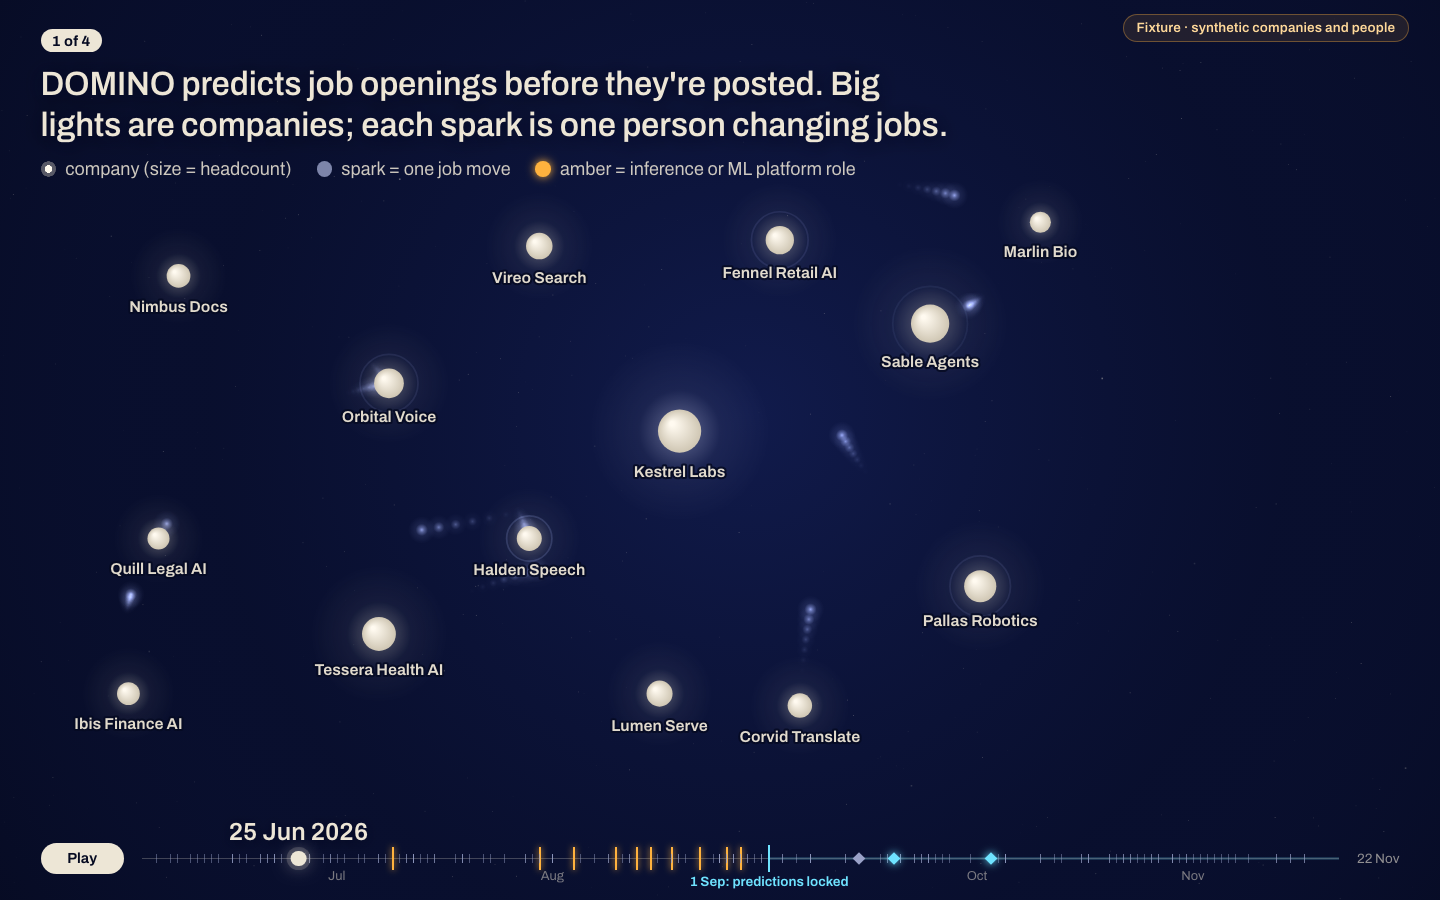 1 of 4
Fixture · synthetic companies and people
DOMINO predicts job openings before they're posted. Big
lights are companies; each spark is one person changing jobs.
company (size = headcount) spark = one job move amber = inference or ML platform role
Marlin Bio
Vireo Search
Fennel Retail AI
Nimbus Docs
Sable Agents
Orbital Voice
Kestrel Labs
Quill Legal AI
Halden Speech
Pallas Robotics
Tessera Health AI
Ibis Finance AI
Lumen Serve
Corvid Translate
25 Jun 2026
Play
22 Nov
Jul Aug Oct Nov
1 Sep: predictions locked